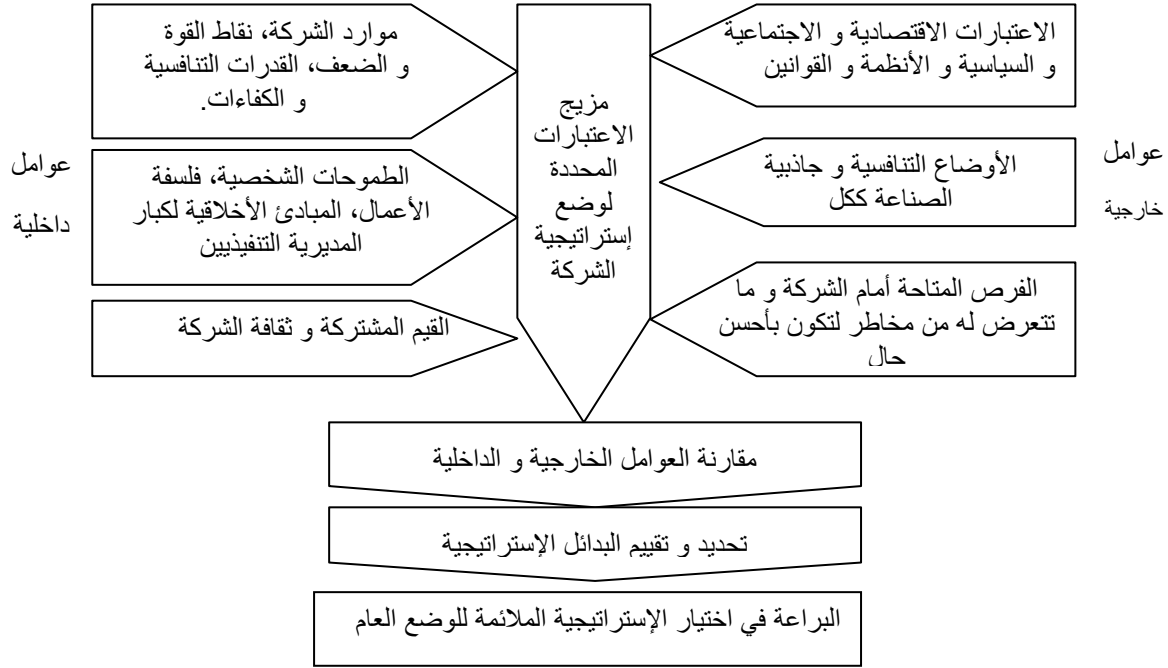 الاعتبارات الاقتصادية و الاجتماعية
و السياسية و الأنظمة و القوانين
عوامل
خارجية
الأوضاع التنافسية و جاذبية
الصناعة ككل
الفرص المتاحة أمام الشركة و ما
تتعرض له من مخاطر لتكون بأحسن
حال
مزيج
الاعتبارات
المحددة
لوضع
إستراتيجية
الشركة
موارد الشركة، نقاط القوة
و الضعف، القدرات التنافسية
و الكفاءات.
الطموحات الشخصية، فلسفة
الأعمال، المبادئ الأخلاقية لكبار
المديرية التنفيذيين
القيم المشتركة و ثقافة الشركة
عوامل
داخلية
مقارنة العوامل الخارجية و الداخلية
تحديد و تقييم البدائل الإستراتيجية
البراعة في اختيار الإستراتيجية الملائمة للوضع العام